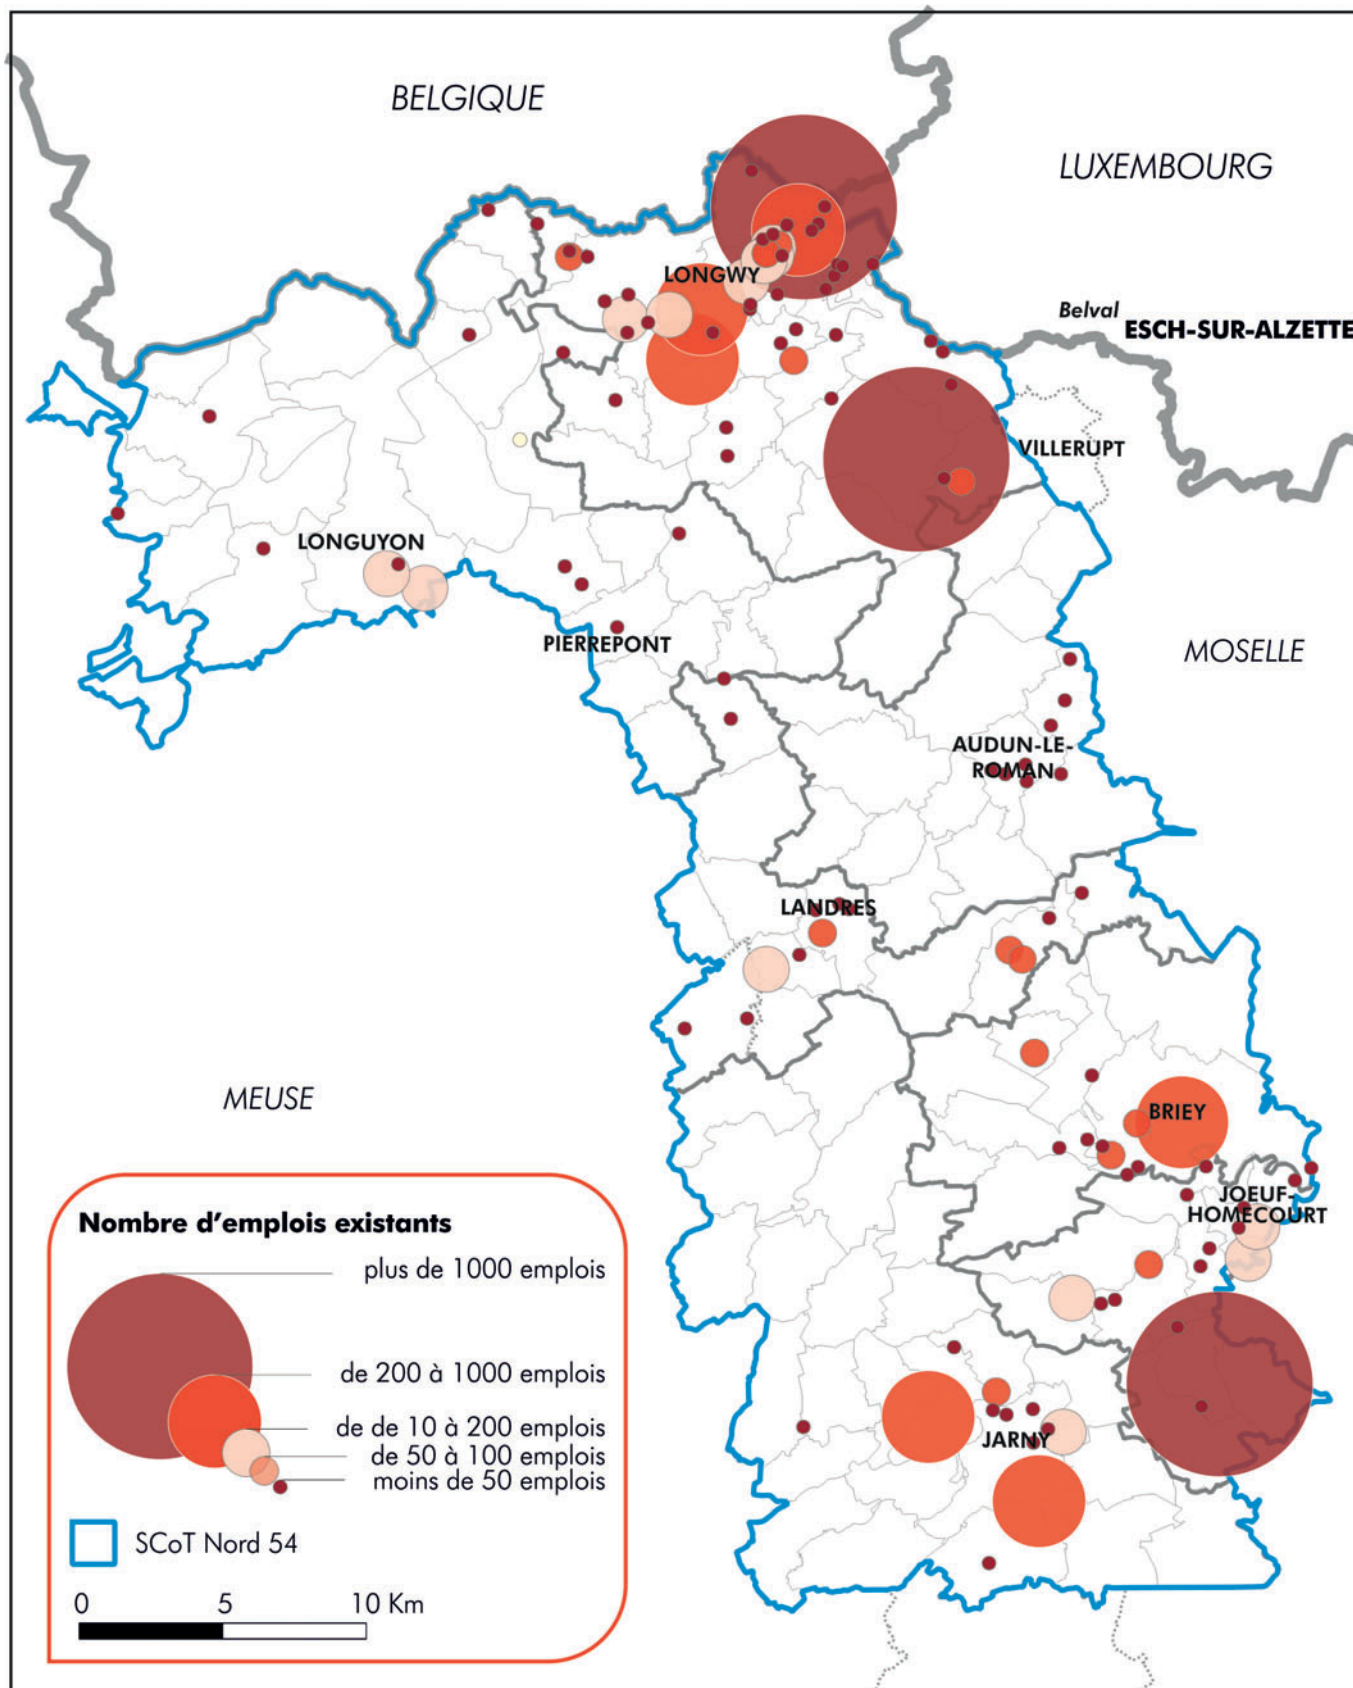 BELGIQUE
LUXEMBOURG
LONGWY
Belval
ESCH-SUR-ALZETTE
VILLERUPT
LONGUYON
PIERREPONT
MOSELLE
AUDUN-LE-
ROMAN
LANDRES
MEUSE
BRIEY
JOEUF-
HOMECOURT
JARNY
Nombre d'emplois existants
plus de 1000 emplois
de 200 à 1000 emplois
de de 10 à 200 emplois
de 50 à 100 emplois
moins de 50 emplois
SCoT Nord 54
0 5 10 Km